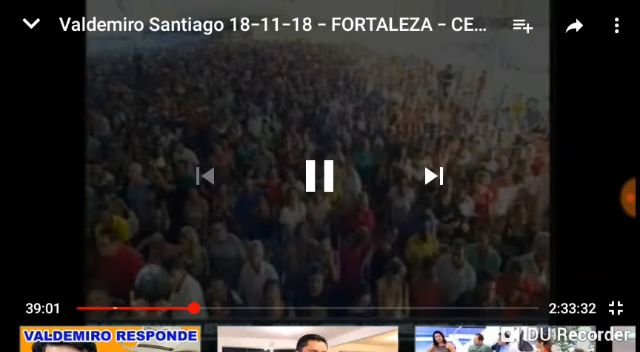 Valdemiro Santiago 18-11-18 - FORTALEZA - CE...
39:01
2:33:32
VALDEMIRO RESPONDE
DU Recorder